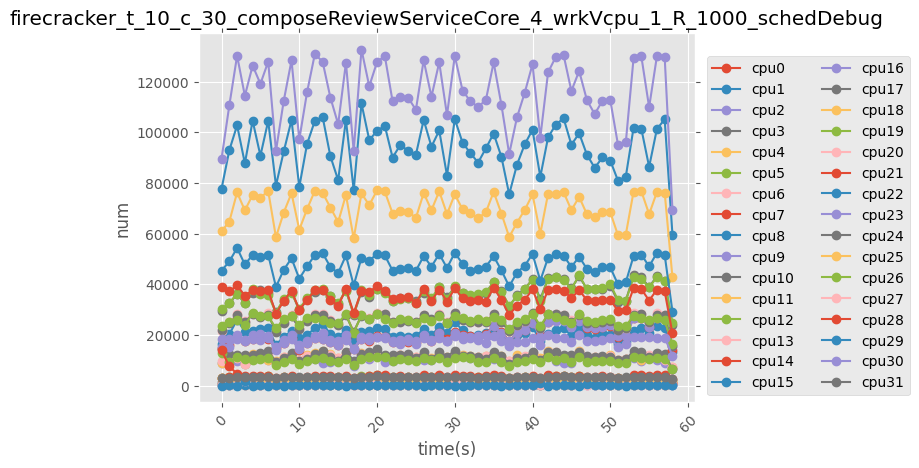 firecracker_t_10_c_30_composeReviewServiceCore_4_wrkVcpu_1_R_1000_schedDebug
120000
100000
80000
60000
40000
20000
0
num
0
10
20
30
40
50
60
time(s)
cpu0
cpu1
cpu2
cpu3
cpu4
cpu5
cpu6
cpu7
cpu8
cpu9
cpu10
cpu11
cpu12
cpu13
cpu14
cpu15
cpu16
cpu17
cpu18
cpu19
cpu20
cpu21
cpu22
cpu23
cpu24
cpu25
cpu26
cpu27
cpu28
cpu29
cpu30
cpu31